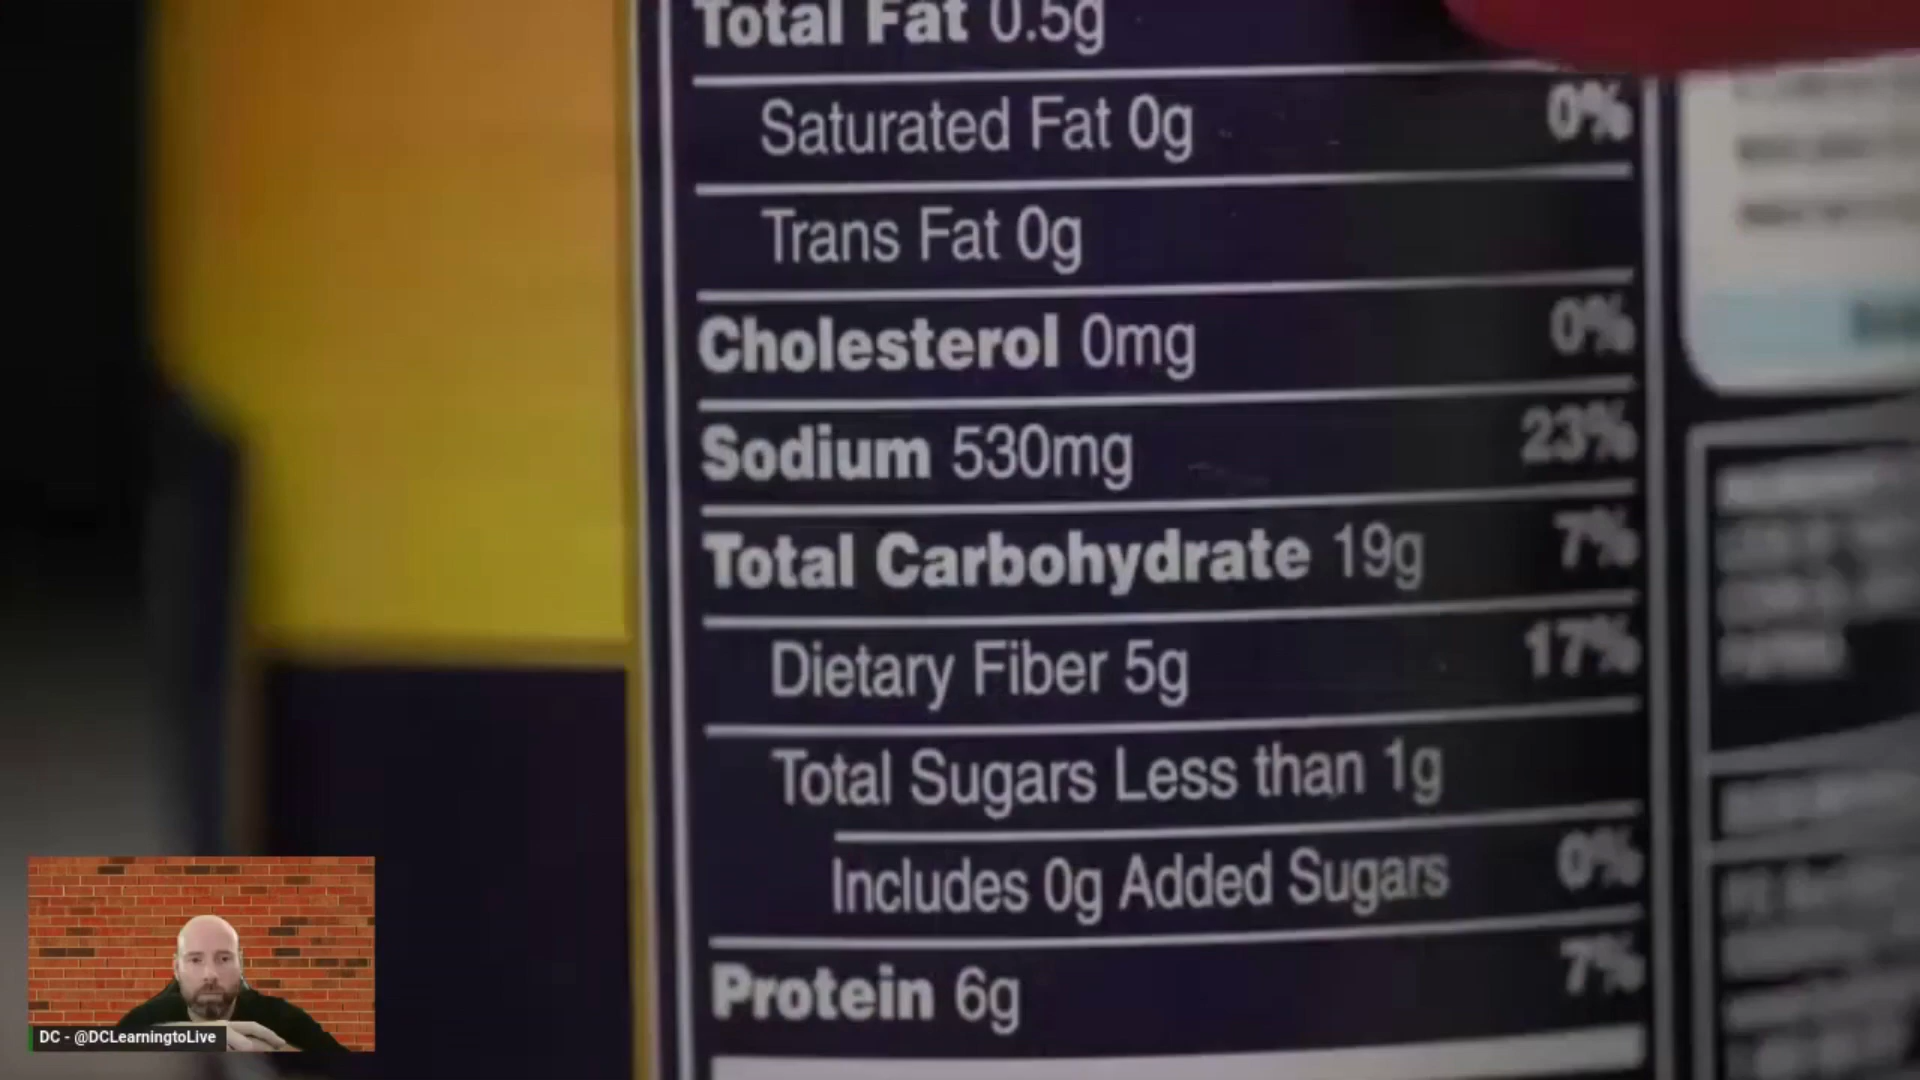 Total Fat 0.5g
Saturated Fat 0g 0%
Trans Fat 0g
Cholesterol 0mg 0%
Sodium 530mg 23%
Total Carbohydrate 19g 7%
Dietary Fiber 5g 17%
Total Sugars Less than 1g
Includes 0g Added Sugars 0%
Protein 6g 7%
DC - @DCLearningtoLive